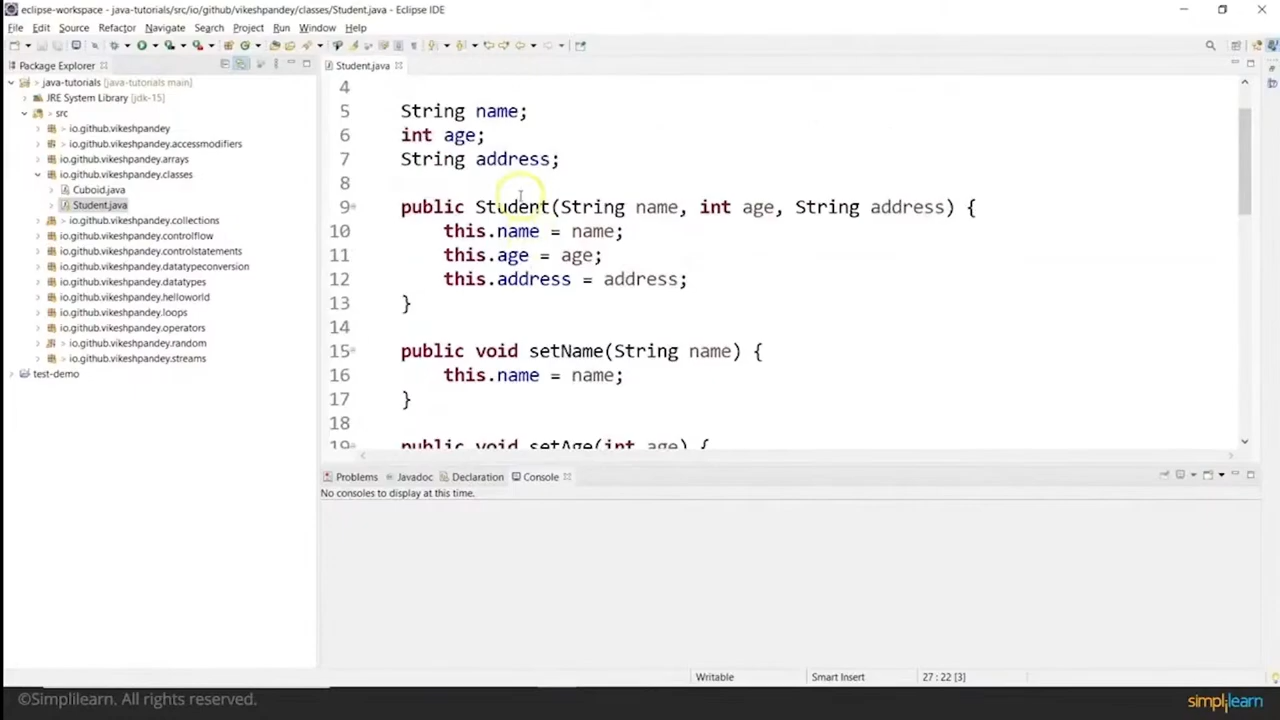 eclipse-workspace - java-tutorials/src/io/github/vikeshpandey/classes/Student.java - Eclipse IDE
File Edit Source Refactor Navigate Search Project Run Window Help
Package Explorer
Student.java
> java-tutorials [java-tutorials main]
JRE System Library [jdk-15]
> src
> io.github.vikeshpandey
> io.github.vikeshpandey.accessmodifiers
io.github.vikeshpandey.arrays
io.github.vikeshpandey.classes
Cuboid.java
Student.java
> io.github.vikeshpandey.collections
io.github.vikeshpandey.controlflow
io.github.vikeshpandey.controlstatements
io.github.vikeshpandey.datatypeconversion
io.github.vikeshpandey.datatypes
io.github.vikeshpandey.helloworld
io.github.vikeshpandey.loops
io.github.vikeshpandey.operators
> io.github.vikeshpandey.random
> io.github.vikeshpandey.streams
test-demo
4
5 String name;
6 int age;
7 String address;
8
9 public Student(String name, int age, String address) {
10 this.name = name;
11 this.age = age;
12 this.address = address;
13 }
14
15 public void setName(String name) {
16 this.name = name;
17 }
18
19 public void setAge(int age) {
Problems Javadoc Declaration Console
No consoles to display at this time.
Writable Smart Insert 27 : 22 [3]
©Simplilearn. All rights reserved.
simplilearn